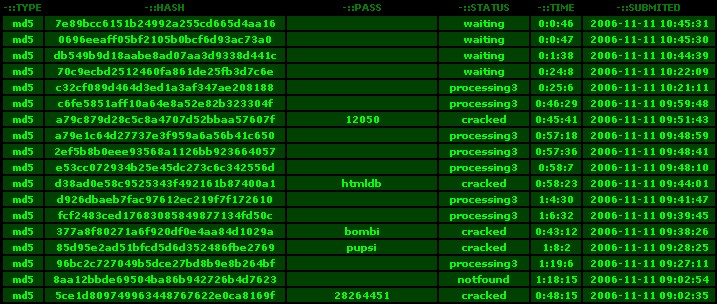 -::TYPE -::HASH -::PASS -::STATUS -::TIME -::SUBMITED
md5 7e89bcc6151b24992a255cd665d4aa16 waiting 0:0:46 2006-11-11 10:45:31
md5 0696eeaff05bf2105b0bcf6d93ac73a0 waiting 0:0:47 2006-11-11 10:45:30
md5 db549b9d18aabe8ad07aa3d9338d441c waiting 0:1:38 2006-11-11 10:44:39
md5 70c9ecbd2512460fa861de25fb3d7c6e waiting 0:24:8 2006-11-11 10:22:09
md5 c32cf089d464d3ed1a3af347ae208188 processing3 0:25:6 2006-11-11 10:21:11
md5 c6fe5851aff10a64e8a52e82b323304f processing3 0:46:29 2006-11-11 09:59:48
md5 a79c879d28c5c8a4707d52bbaa57607f 12050 cracked 0:45:41 2006-11-11 09:51:43
md5 a79e1c64d27737e3f959a6a56b41c650 processing3 0:57:18 2006-11-11 09:48:59
md5 2ef5b8b0eee93568a1126bb923664057 processing3 0:57:36 2006-11-11 09:48:41
md5 e53cc072934b25e45dc273c6c342556d processing3 0:58:7 2006-11-11 09:48:10
md5 d38ad0e58c9525343f492161b87400a1 htmldb cracked 0:58:23 2006-11-11 09:44:01
md5 d926dbaeb7fac97612ec219f7f172610 processing3 1:4:30 2006-11-11 09:41:47
md5 fcf2483ced17683085849877134fd50c processing3 1:6:32 2006-11-11 09:39:45
md5 377a8f80271a6f920df0e4aa84d1029a bombi cracked 0:43:12 2006-11-11 09:38:26
md5 85d95e2ad51bfcd5d6d352486fbe2769 pupsi cracked 1:8:2 2006-11-11 09:28:25
md5 96bc2c727049b5dce27bd8b9e8b264bf processing3 1:19:6 2006-11-11 09:27:11
md5 8aa12bbde69504ba86b942726b4d7623 notfound 1:18:15 2006-11-11 09:02:54
md5 5ce1d809749963448767622e0ca8169f 28264451 cracked 0:48:15 2006-11-11 09:02:35